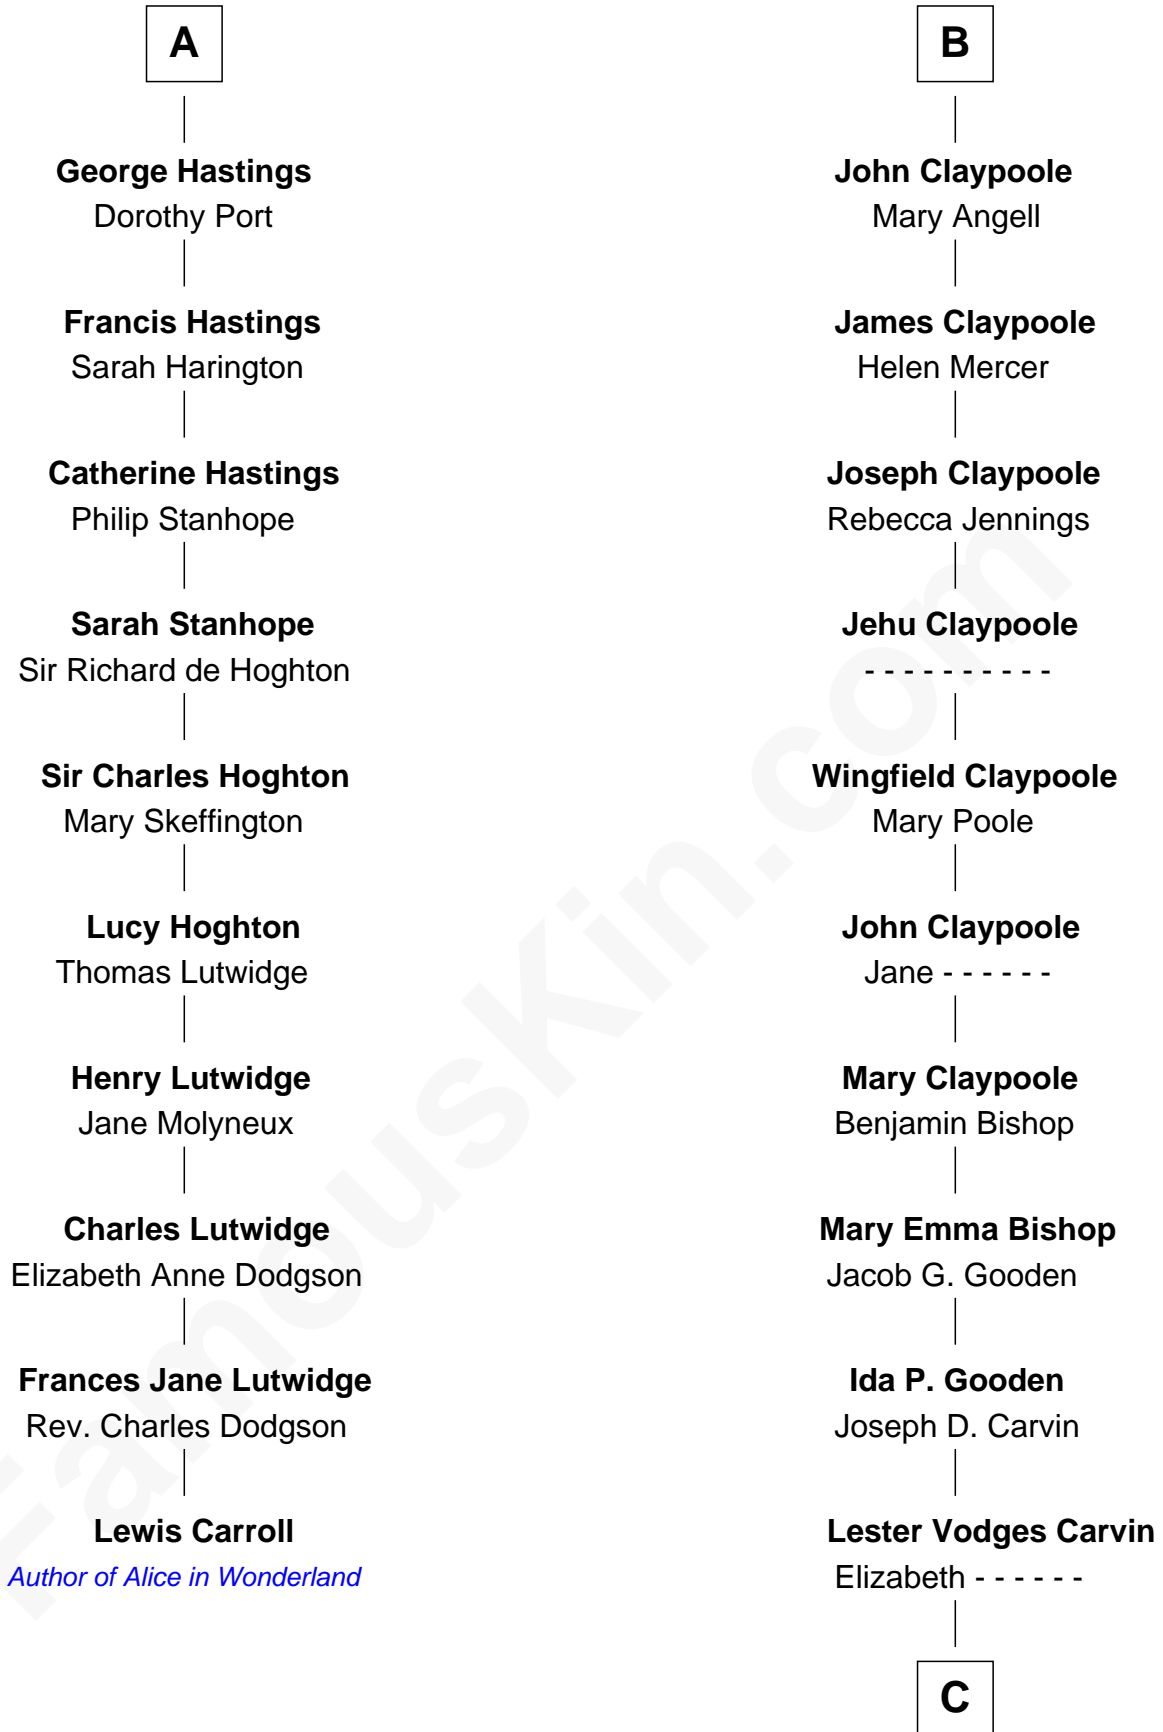 A
George Hastings
Dorothy Port
Francis Hastings
Sarah Harington
Catherine Hastings
Philip Stanhope
Sarah Stanhope
Sir Richard de Hoghton
Sir Charles Hoghton
Mary Skeffington
Lucy Hoghton
Thomas Lutwidge
Henry Lutwidge
Jane Molyneux
Charles Lutwidge
Elizabeth Anne Dodgson
Frances Jane Lutwidge
Rev. Charles Dodgson
Lewis Carroll
Author of Alice in Wonderland
B
John Claypoole
Mary Angell
James Claypoole
Helen Mercer
Joseph Claypoole
Rebecca Jennings
Jehu Claypoole
- - - - - - - - - -
Wingfield Claypoole
Mary Poole
John Claypoole
Jane - - - - - -
Mary Claypoole
Benjamin Bishop
Mary Emma Bishop
Jacob G. Gooden
Ida P. Gooden
Joseph D. Carvin
Lester Vodges Carvin
Elizabeth - - - - - -
C
FamousKin.com